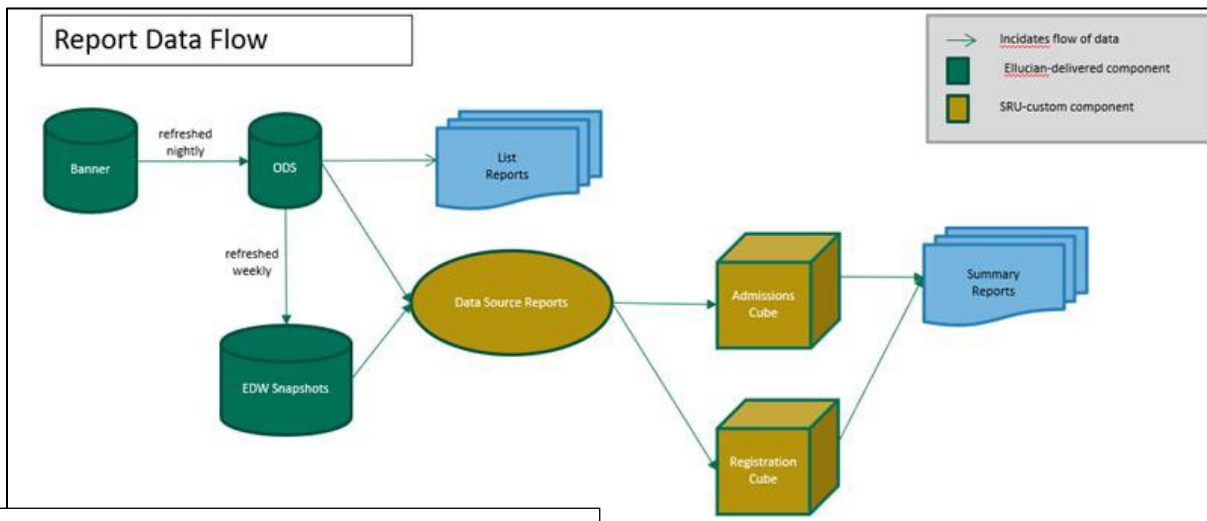 Report Data Flow
Incidates flow of data
Ellucian-delivered component
SRU-custom component
Banner
refreshed
nightly
ODS
List
Reports
refreshed
weekly
EDW Snapshots
Data Source Reports
Admissions
Cube
Summary
Reports
Registration
Cube